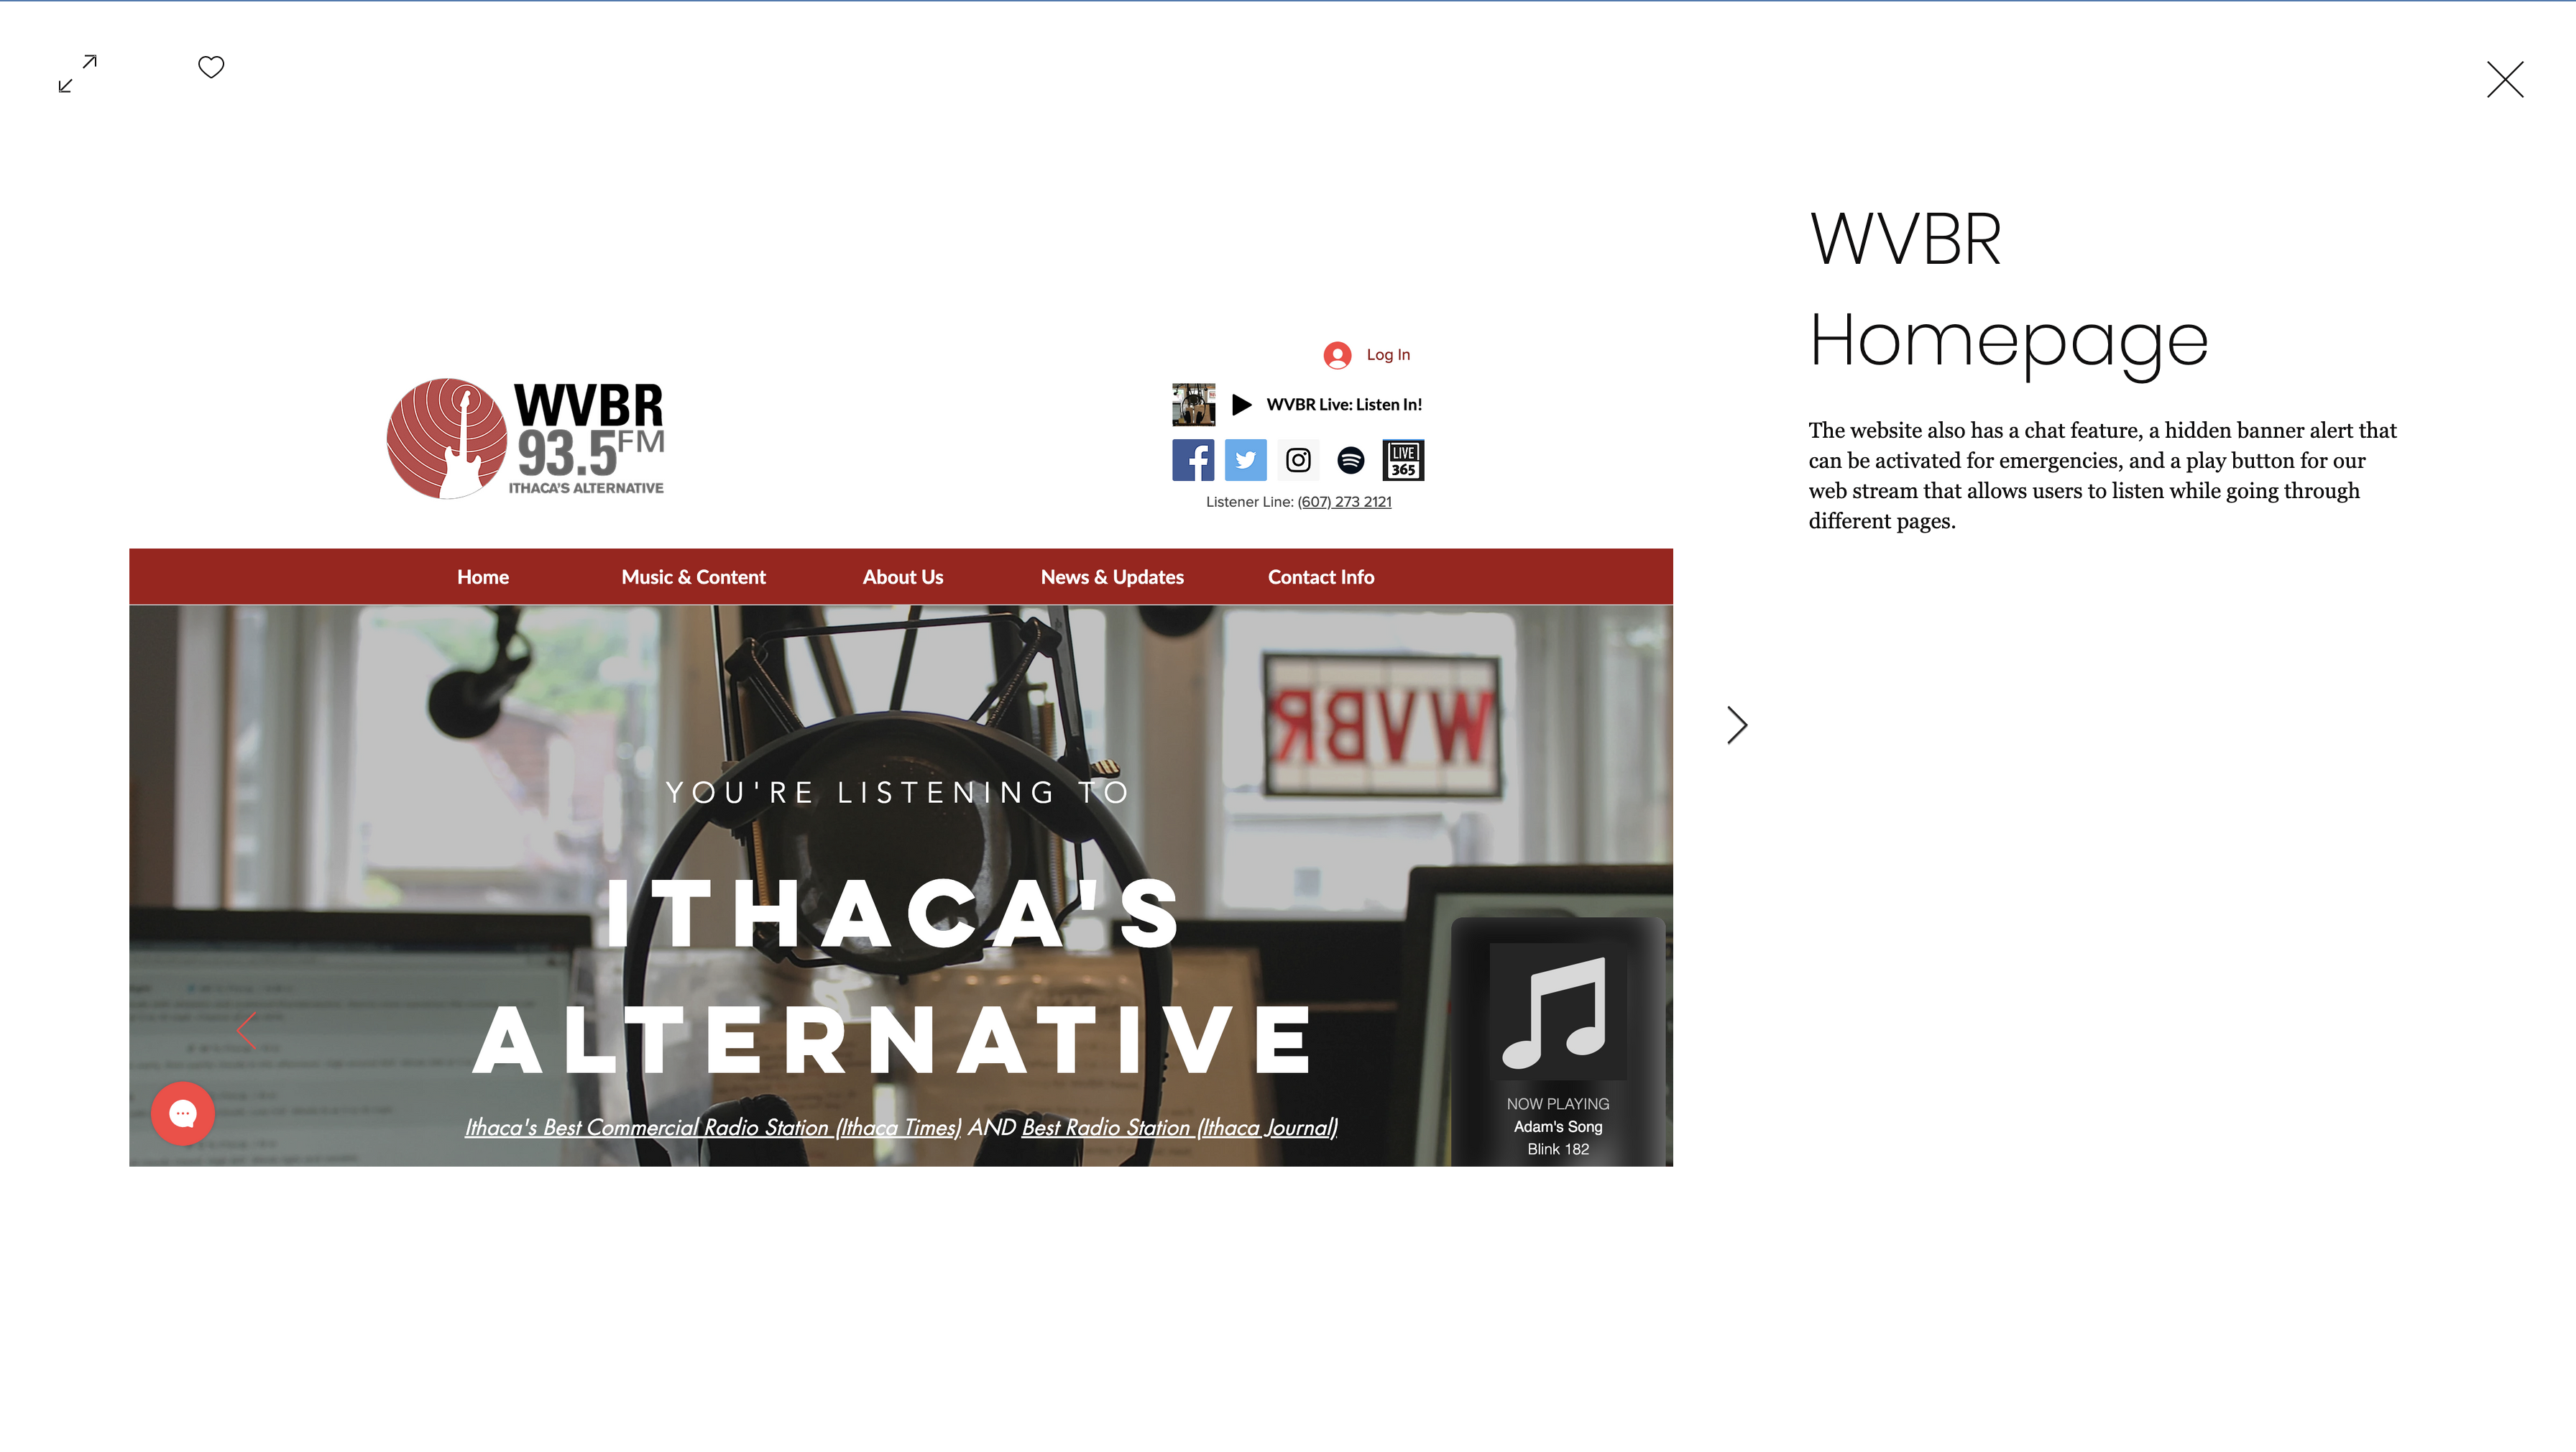 WVBR
Homepage
The website also has a chat feature, a hidden banner alert that
can be activated for emergencies, and a play button for our
web stream that allows users to listen while going through
different pages.
Log In
WVBR
93.5FM
ITHACA'S ALTERNATIVE
WVBR Live: Listen In!
LIVE
365
Listener Line: (607) 273 2121
Home Music & Content About Us News & Updates Contact Info
WVBR
YOU'RE LISTENING TO
ITHACA'S
ALTERNATIVE
Ithaca's Best Commercial Radio Station (Ithaca Times) AND Best Radio Station (Ithaca Journal)
NOW PLAYING
Adam's Song
Blink 182